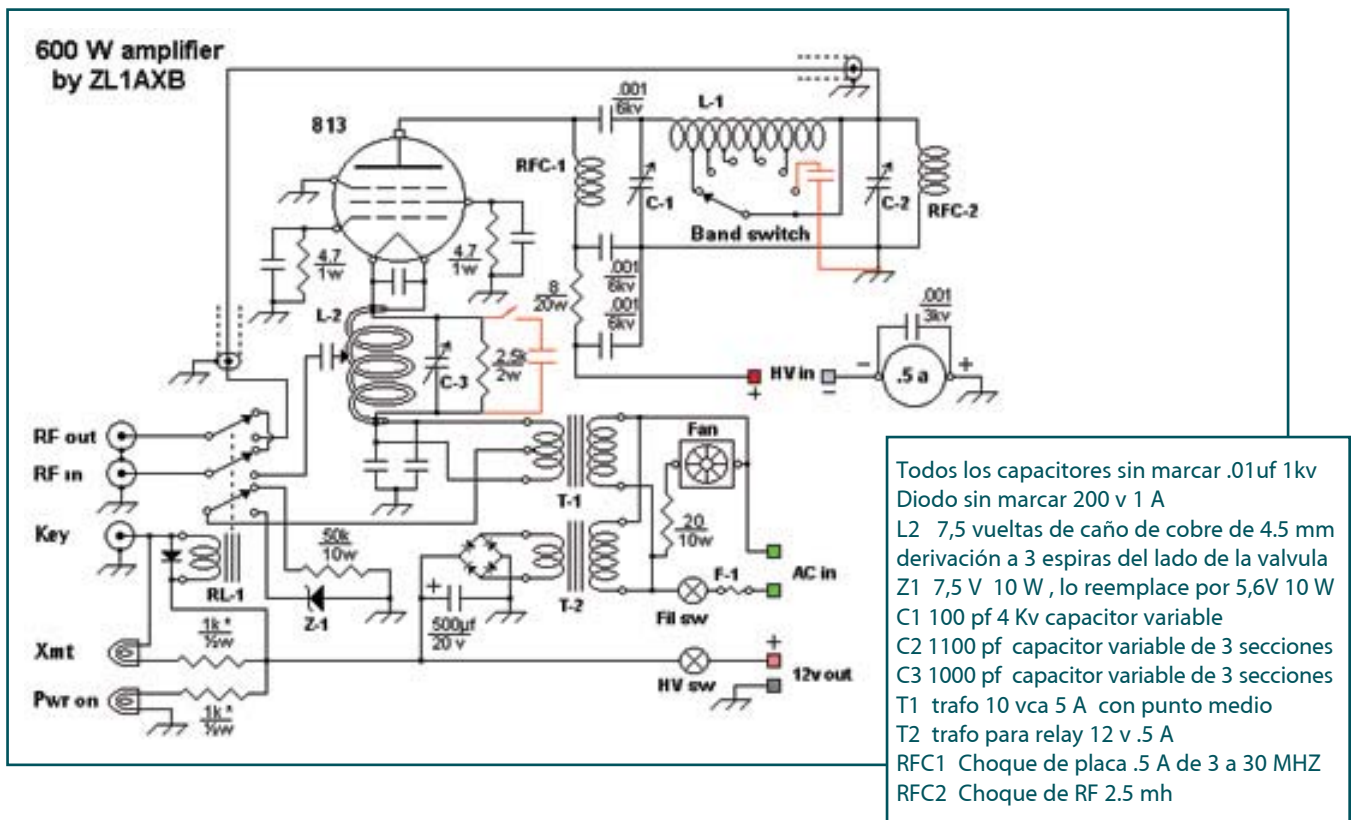 600 W amplifier
by ZL1AXB
813
.001
6kv
L-1
RFC-1
C-1
C-2
RFC-2
Band switch
4.7
1w
4.7
1w
.001
6kv
8
20w
.001
6kv
.001
3kv
L-2
C-3
2.5k
2w
HV in
+
−
− .5 a +
RF out
RF in
Key
RL-1
50k
10w
Z-1
T-1
T-2
Fan
20
10w
AC in
F-1
Fil sw
+
500µf
20 v
Xmt
1k *
½w
Pwr on
1k *
½w
HV sw
+
12v out
−
Todos los capacitores sin marcar .01uf 1kv
Diodo sin marcar 200 v 1 A
L2 7,5 vueltas de caño de cobre de 4.5 mm
derivación a 3 espiras del lado de la valvula
Z1 7,5 V 10 W , lo reemplace por 5,6V 10 W
C1 100 pf 4 Kv capacitor variable
C2 1100 pf capacitor variable de 3 secciones
C3 1000 pf capacitor variable de 3 secciones
T1 trafo 10 vca 5 A con punto medio
T2 trafo para relay 12 v .5 A
RFC1 Choque de placa .5 A de 3 a 30 MHZ
RFC2 Choque de RF 2.5 mh